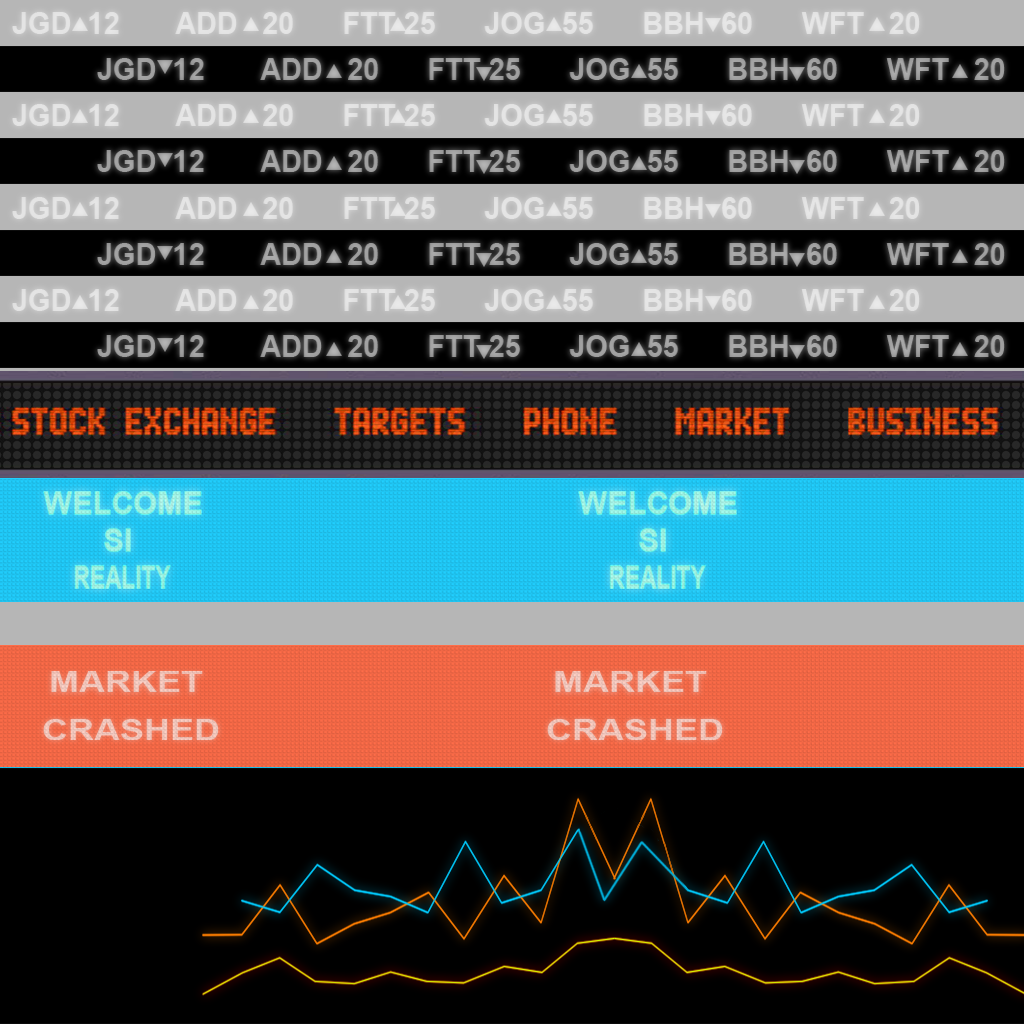 JGD▲12 ADD▲20 FTT▲25 JOG▲55 BBH▼60 WFT▲20
JGD▼12 ADD▲20 FTT▼25 JOG▲55 BBH▼60 WFT▲20
JGD▲12 ADD▲20 FTT▲25 JOG▲55 BBH▼60 WFT▲20
JGD▼12 ADD▲20 FTT▼25 JOG▲55 BBH▼60 WFT▲20
JGD▲12 ADD▲20 FTT▲25 JOG▲55 BBH▼60 WFT▲20
JGD▼12 ADD▲20 FTT▼25 JOG▲55 BBH▼60 WFT▲20
JGD▲12 ADD▲20 FTT▲25 JOG▲55 BBH▼60 WFT▲20
JGD▼12 ADD▲20 FTT▼25 JOG▲55 BBH▼60 WFT▲20
STOCK EXCHANGE TARGETS PHONE MARKET BUSINESS
WELCOME
SI
REALITY
WELCOME
SI
REALITY
MARKET
CRASHED
MARKET
CRASHED